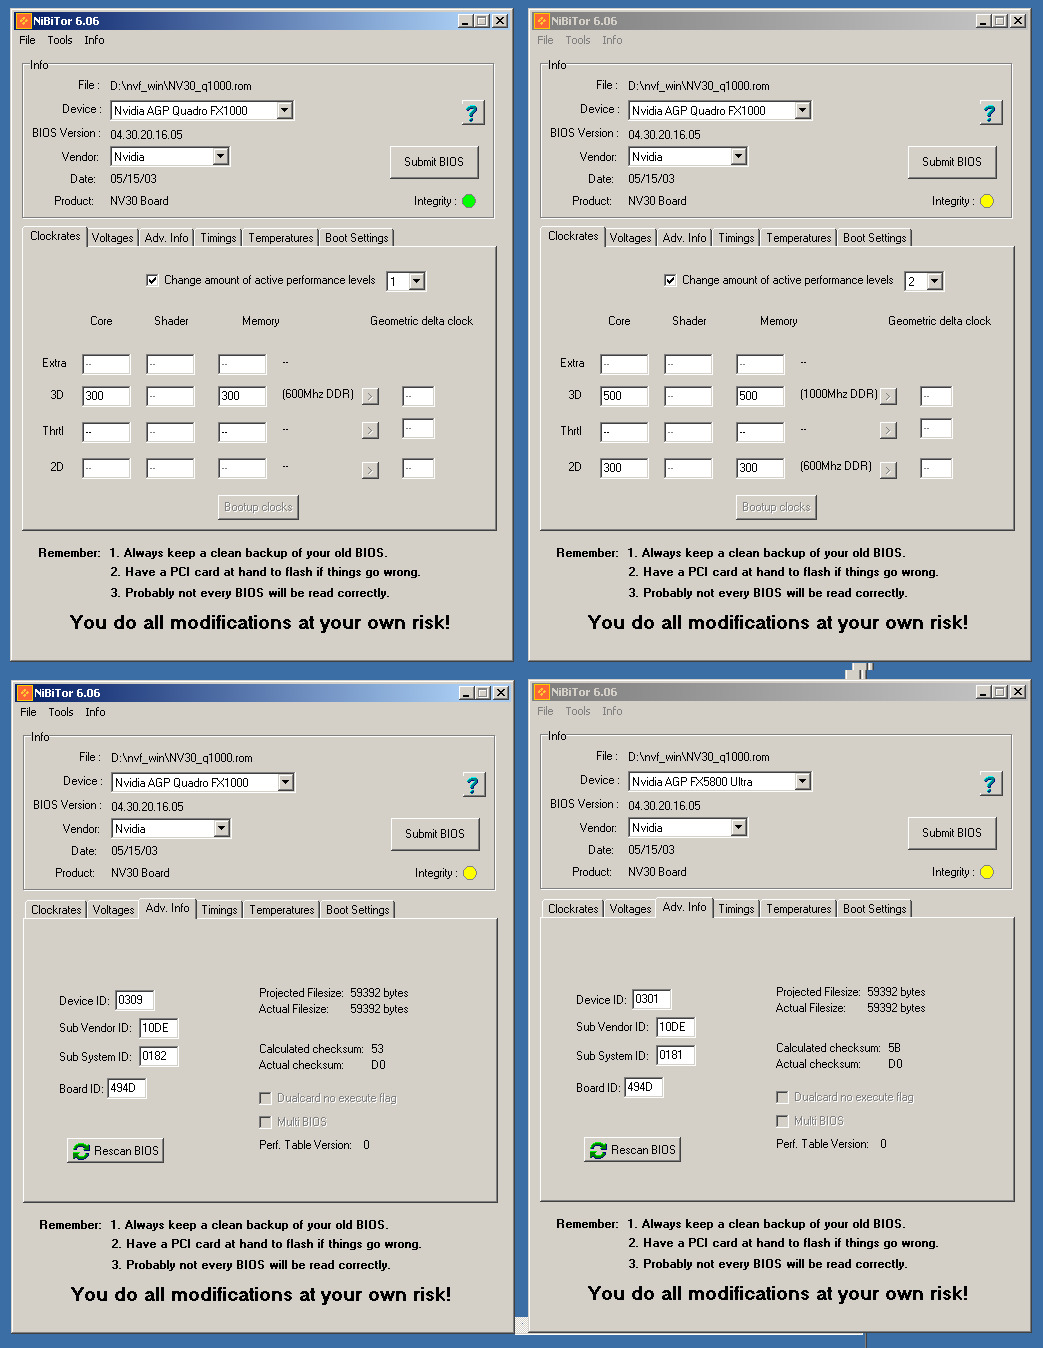 NiBiTor 6.06
File Tools Info
Info
File : D:\nvf_win\NV30_q1000.rom
Device : Nvidia AGP Quadro FX1000
?
BIOS Version : 04.30.20.16.05
Vendor: Nvidia
Submit BIOS
Date: 05/15/03
Product: NV30 Board
Integrity :
Clockrates Voltages Adv. Info Timings Temperatures Boot Settings
Change amount of active performance levels 1
Core Shader Memory Geometric delta clock
Extra -- -- -- --
3D 300 -- 300 (600Mhz DDR) > --
Thrtl -- -- -- -- > --
2D -- -- -- -- > --
Bootup clocks
Remember: 1. Always keep a clean backup of your old BIOS.
2. Have a PCI card at hand to flash if things go wrong.
3. Probably not every BIOS will be read correctly.
You do all modifications at your own risk!
NiBiTor 6.06
File Tools Info
Info
File : D:\nvf_win\NV30_q1000.rom
Device : Nvidia AGP Quadro FX1000
?
BIOS Version : 04.30.20.16.05
Vendor: Nvidia
Submit BIOS
Date: 05/15/03
Product: NV30 Board
Integrity :
Clockrates Voltages Adv. Info Timings Temperatures Boot Settings
Change amount of active performance levels 2
Core Shader Memory Geometric delta clock
Extra -- -- -- --
3D 500 -- 500 (1000Mhz DDR) > --
Thrtl -- -- -- -- > --
2D 300 -- 300 (600Mhz DDR) > --
Bootup clocks
Remember: 1. Always keep a clean backup of your old BIOS.
2. Have a PCI card at hand to flash if things go wrong.
3. Probably not every BIOS will be read correctly.
You do all modifications at your own risk!
NiBiTor 6.06
File Tools Info
Info
File : D:\nvf_win\NV30_q1000.rom
Device : Nvidia AGP Quadro FX1000
?
BIOS Version : 04.30.20.16.05
Vendor: Nvidia
Submit BIOS
Date: 05/15/03
Product: NV30 Board
Integrity :
Clockrates Voltages Adv. Info Timings Temperatures Boot Settings
Device ID: 0309
Sub Vendor ID: 10DE
Sub System ID: 0182
Board ID: 494D
Rescan BIOS
Projected Filesize: 59392 bytes
Actual Filesize: 59392 bytes
Calculated checksum: 53
Actual checksum: D0
Dualcard no execute flag
Multi BIOS
Perf. Table Version: 0
Remember: 1. Always keep a clean backup of your old BIOS.
2. Have a PCI card at hand to flash if things go wrong.
3. Probably not every BIOS will be read correctly.
You do all modifications at your own risk!
NiBiTor 6.06
File Tools Info
Info
File : D:\nvf_win\NV30_q1000.rom
Device : Nvidia AGP FX5800 Ultra
?
BIOS Version : 04.30.20.16.05
Vendor: Nvidia
Submit BIOS
Date: 05/15/03
Product: NV30 Board
Integrity :
Clockrates Voltages Adv. Info Timings Temperatures Boot Settings
Device ID: 0301
Sub Vendor ID: 10DE
Sub System ID: 0181
Board ID: 494D
Rescan BIOS
Projected Filesize: 59392 bytes
Actual Filesize: 59392 bytes
Calculated checksum: 5B
Actual checksum: D0
Dualcard no execute flag
Multi BIOS
Perf. Table Version: 0
Remember: 1. Always keep a clean backup of your old BIOS.
2. Have a PCI card at hand to flash if things go wrong.
3. Probably not every BIOS will be read correctly.
You do all modifications at your own risk!